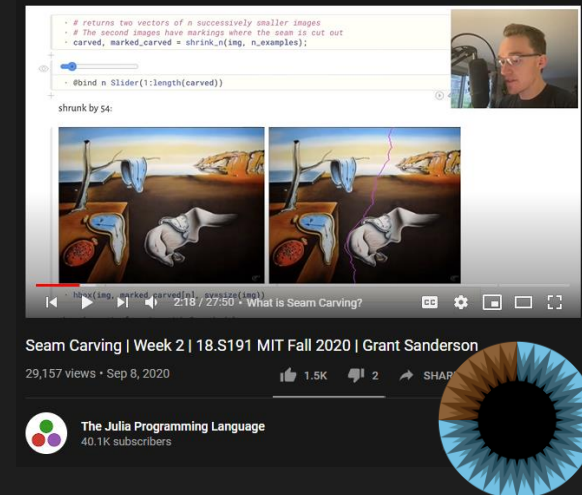 # returns two vectors of n successively smaller images
# The second images have markings where the seam is cut out
carved, marked_carved = shrink_n(img, n_examples);
@bind n Slider(1:length(carved))
shrunk by 54:
hbox(img, marked_carved[n], sv=size(img))
2:18 / 27:50 • What is Seam Carving?
CC
Seam Carving | Week 2 | 18.S191 MIT Fall 2020 | Grant Sanderson
29,157 views • Sep 8, 2020
1.5K
2
The Julia Programming Language
40.1K subscribers